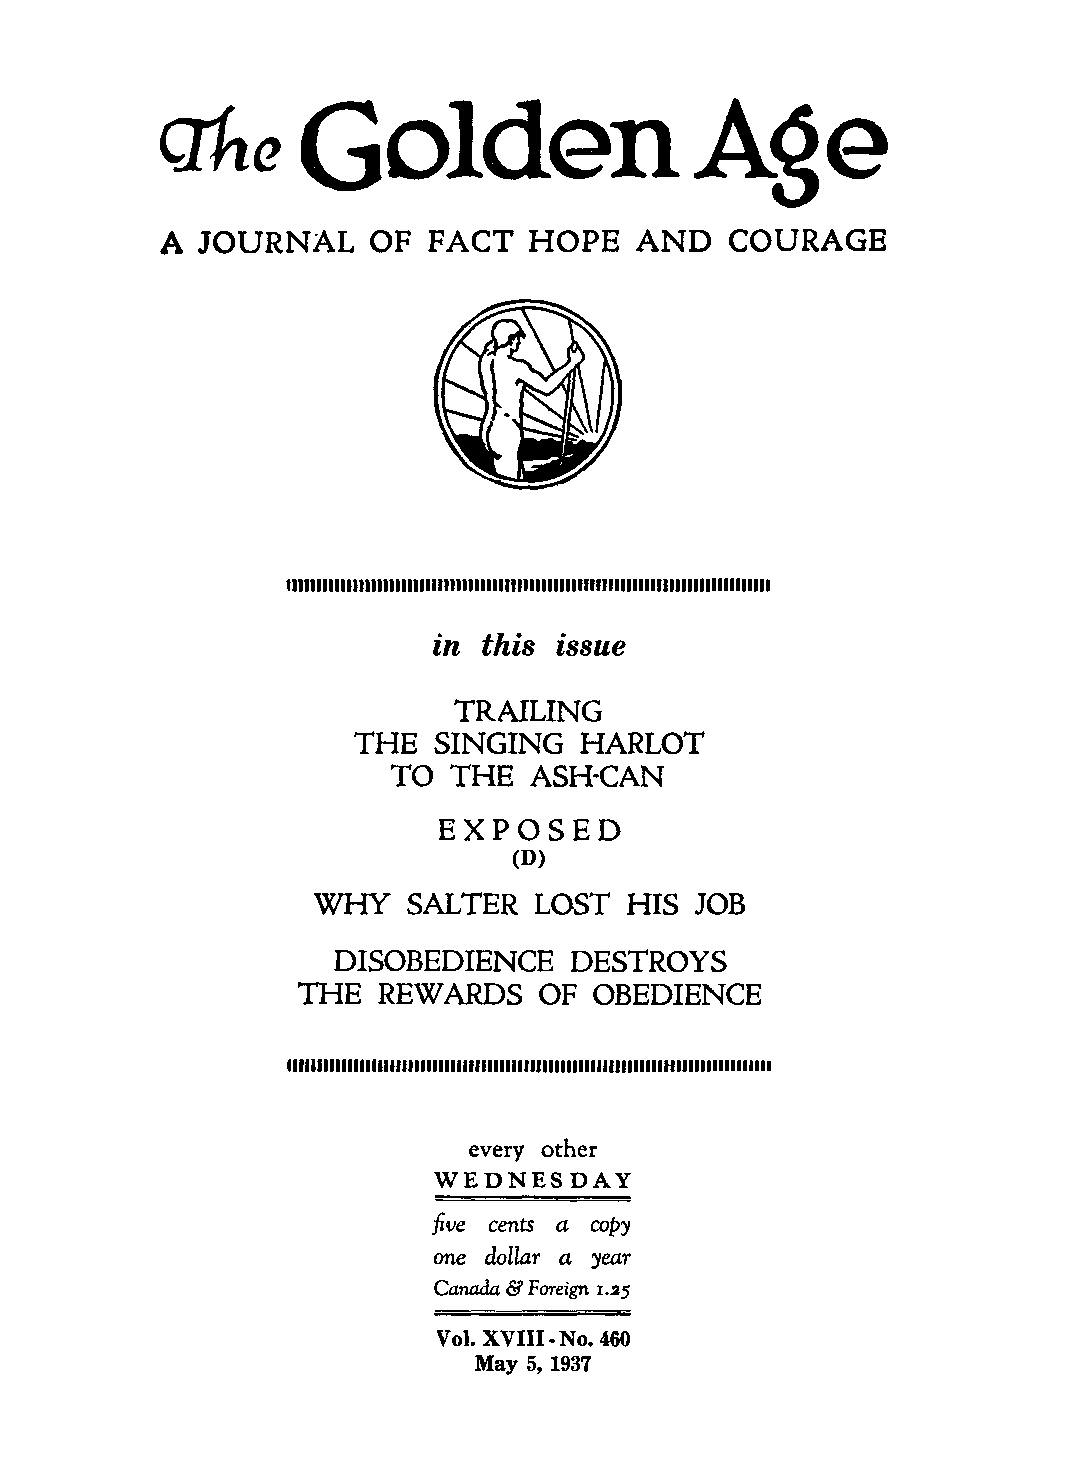 The Golden Age
A JOURNAL OF FACT HOPE AND COURAGE
in this issue
TRAILING
THE SINGING HARLOT
TO THE ASH-CAN
EXPOSED
(D)
WHY SALTER LOST HIS JOB
DISOBEDIENCE DESTROYS
THE REWARDS OF OBEDIENCE
every other
WEDNESDAY
five cents a copy
one dollar a year
Canada & Foreign 1.25
Vol. XVIII - No. 460
May 5, 1937